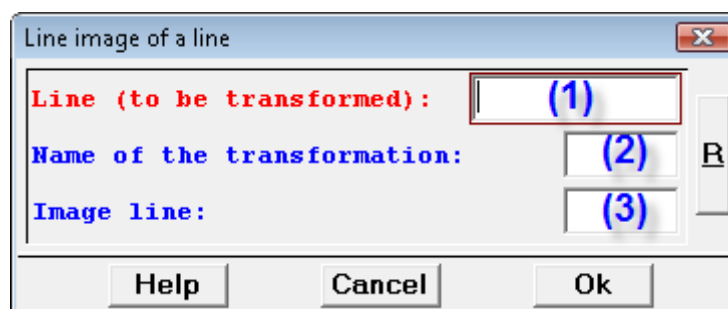 Line image of a line
Line (to be transformed): (1)
Name of the transformation: (2)
R
Image line: (3)
Help Cancel Ok